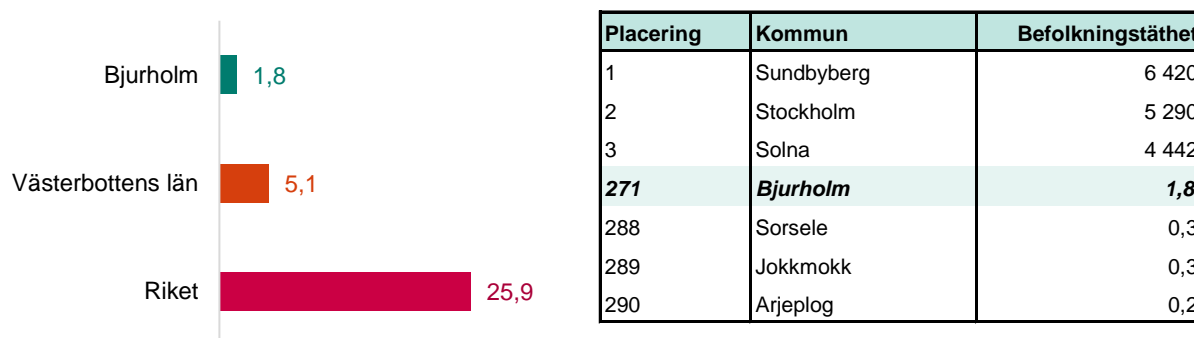 Bjurholm 1,8
Västerbottens län 5,1
Riket 25,9
Placering Kommun Befolkningstäthet
1 Sundbyberg 6 420
2 Stockholm 5 290
3 Solna 4 442
271 Bjurholm 1,8
288 Sorsele 0,3
289 Jokkmokk 0,3
290 Arjeplog 0,2